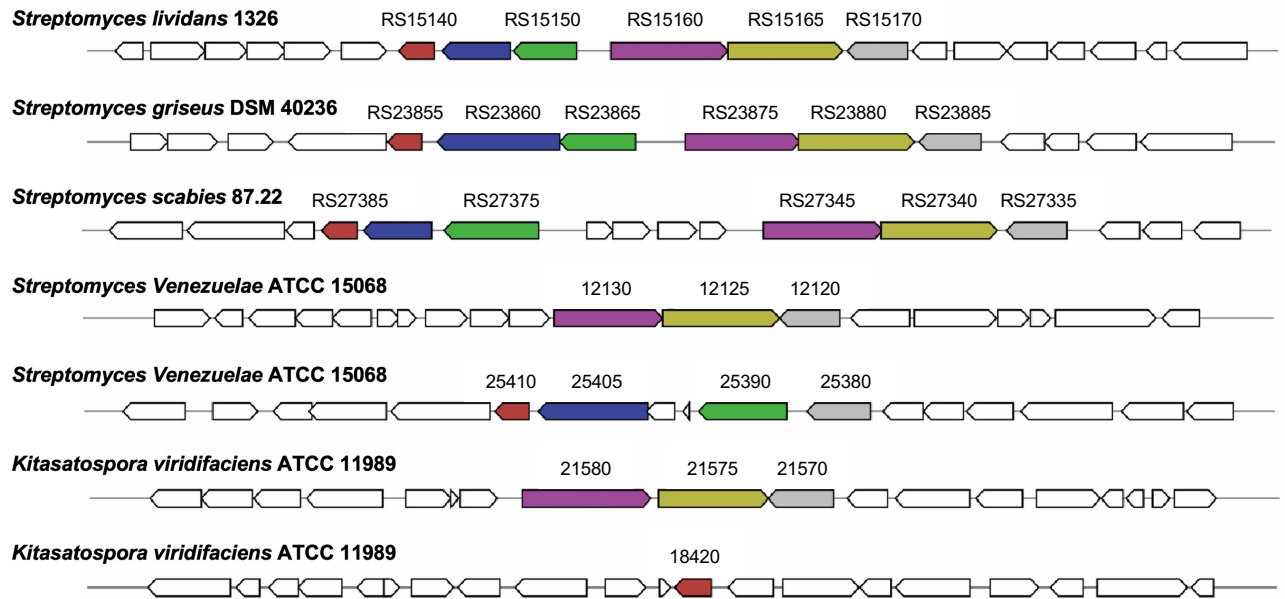 Streptomyces lividans 1326
RS15140 RS15150 RS15160 RS15165 RS15170
Streptomyces griseus DSM 40236
RS23855 RS23860 RS23865 RS23875 RS23880 RS23885
Streptomyces scabies 87.22
RS27385 RS27375 RS27345 RS27340 RS27335
Streptomyces Venezuelae ATCC 15068
12130 12125 12120
Streptomyces Venezuelae ATCC 15068
25410 25405 25390 25380
Kitasatospora viridifaciens ATCC 11989
21580 21575 21570
Kitasatospora viridifaciens ATCC 11989
18420